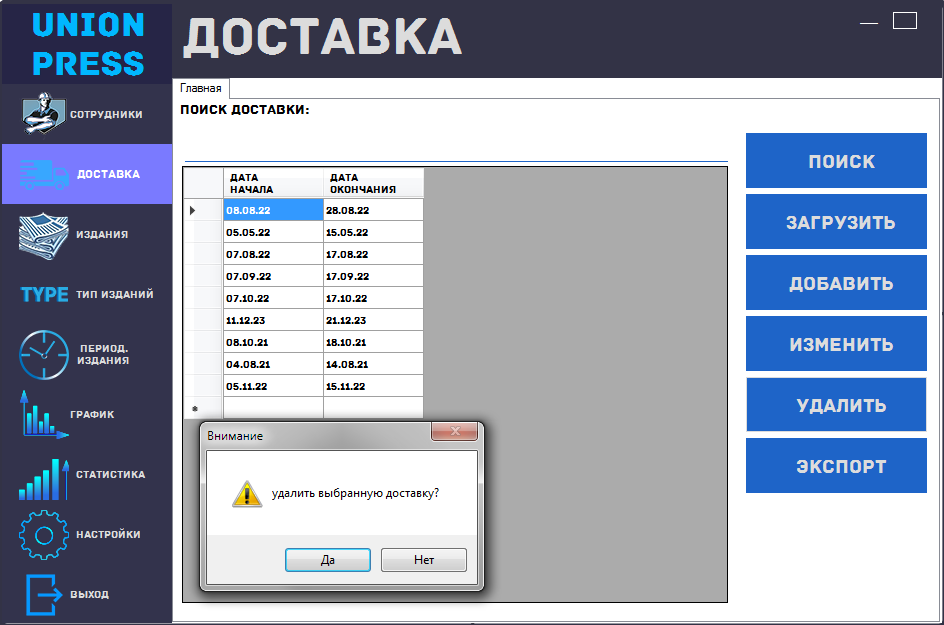 UNION
PRESS
ДОСТАВКА
СОТРУДНИКИ
ДОСТАВКА
ИЗДАНИЯ
TYPE ТИП ИЗДАНИЙ
ПЕРИОД.
ИЗДАНИЯ
ГРАФИК
СТАТИСТИКА
НАСТРОЙКИ
ВЫХОД
Главная
ПОИСК ДОСТАВКИ:
ДАТА
НАЧАЛА
ДАТА
ОКОНЧАНИЯ
08.08.22 28.08.22
05.05.22 15.05.22
07.08.22 17.08.22
07.09.22 17.09.22
07.10.22 17.10.22
11.12.23 21.12.23
08.10.21 18.10.21
04.08.21 14.08.21
05.11.22 15.11.22
ПОИСК
ЗАГРУЗИТЬ
ДОБАВИТЬ
ИЗМЕНИТЬ
УДАЛИТЬ
ЭКСПОРТ
Внимание
удалить выбранную доставку?
Да
Нет